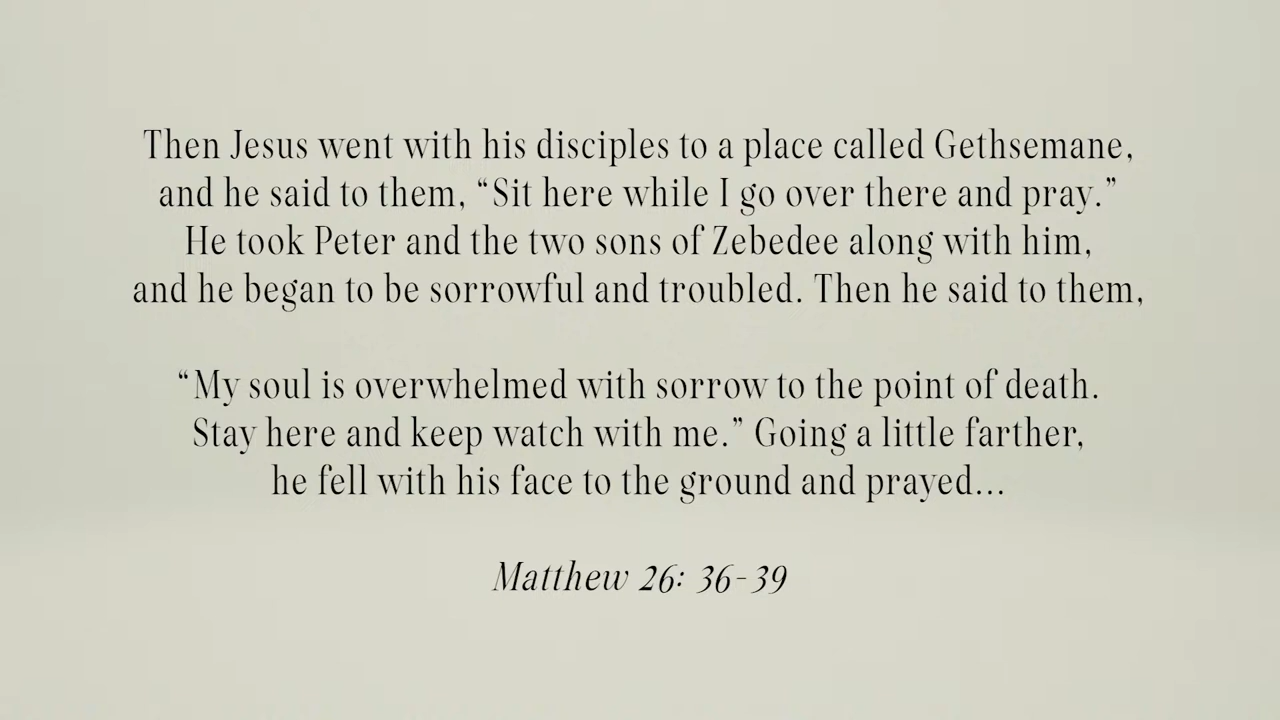 Then Jesus went with his disciples to a place called Gethsemane,
and he said to them, “Sit here while I go over there and pray.”
He took Peter and the two sons of Zebedee along with him,
and he began to be sorrowful and troubled. Then he said to them,
“My soul is overwhelmed with sorrow to the point of death.
Stay here and keep watch with me.” Going a little farther,
he fell with his face to the ground and prayed...
Matthew 26: 36-39